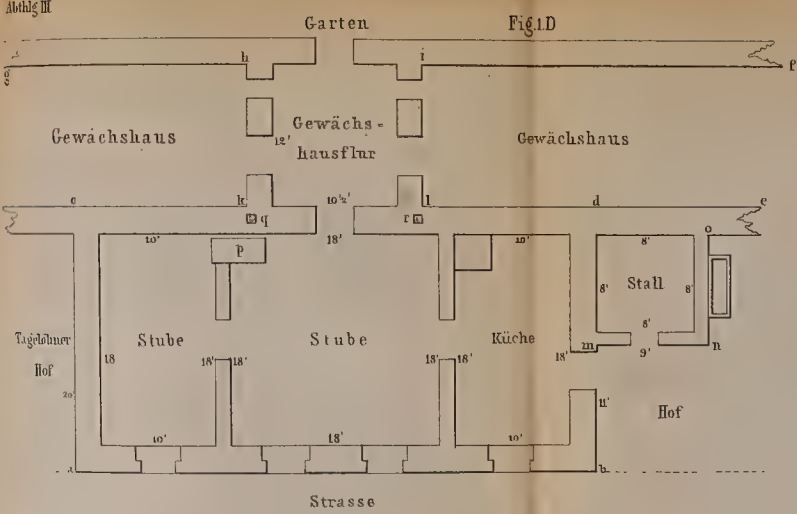 Abthlg III
Garten
Fig.1.D
h
i
g
f
Gewächshaus
12'
Gewächs-
hausflur
Gewächshaus
c
k
10½'
l
d
e
q
r
o
10'
p
18'
10'
8'
Tagelöhner
Hof
18
Stube
18'
18'
Stube
18'
18'
Küche
18'
8'
Stall
8'
8'
m
9'
n
20'
11'
Hof
10'
18'
10'
b
Strasse